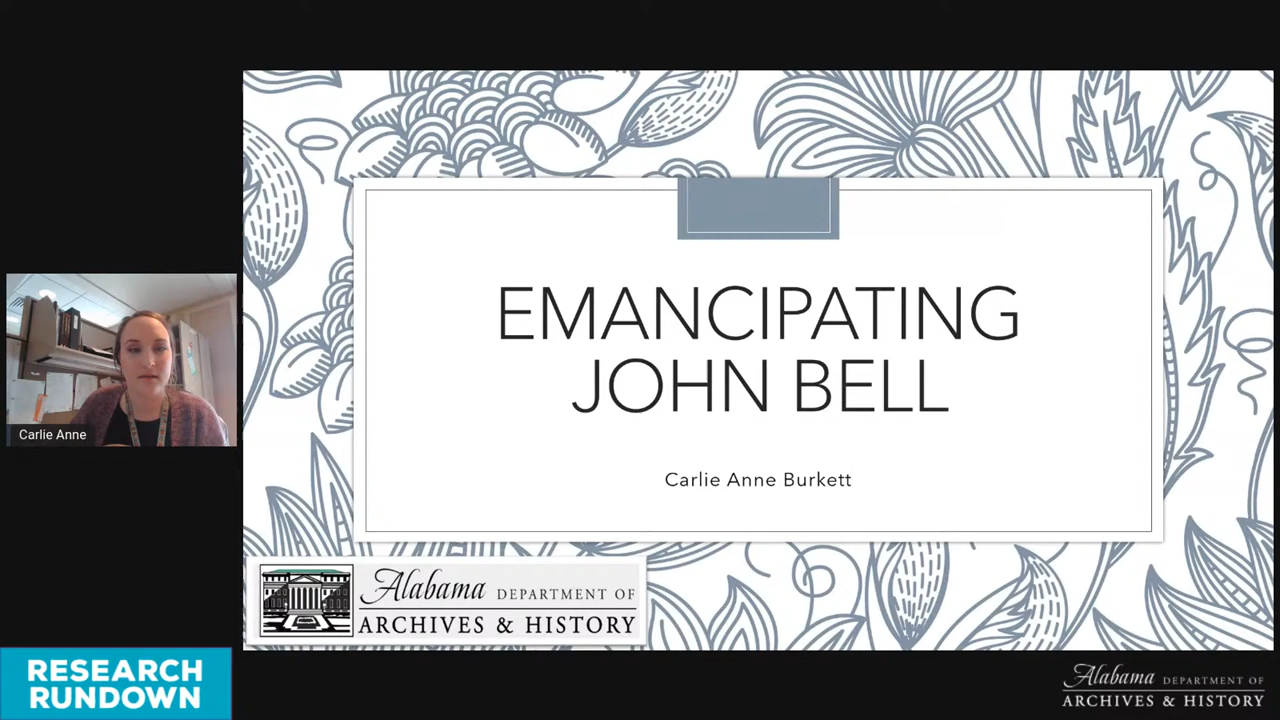 EMANCIPATING
JOHN BELL
Carlie Anne Burkett
Carlie Anne
Alabama DEPARTMENT OF
ARCHIVES & HISTORY
RESEARCH
RUNDOWN
Alabama DEPARTMENT OF
ARCHIVES & HISTORY